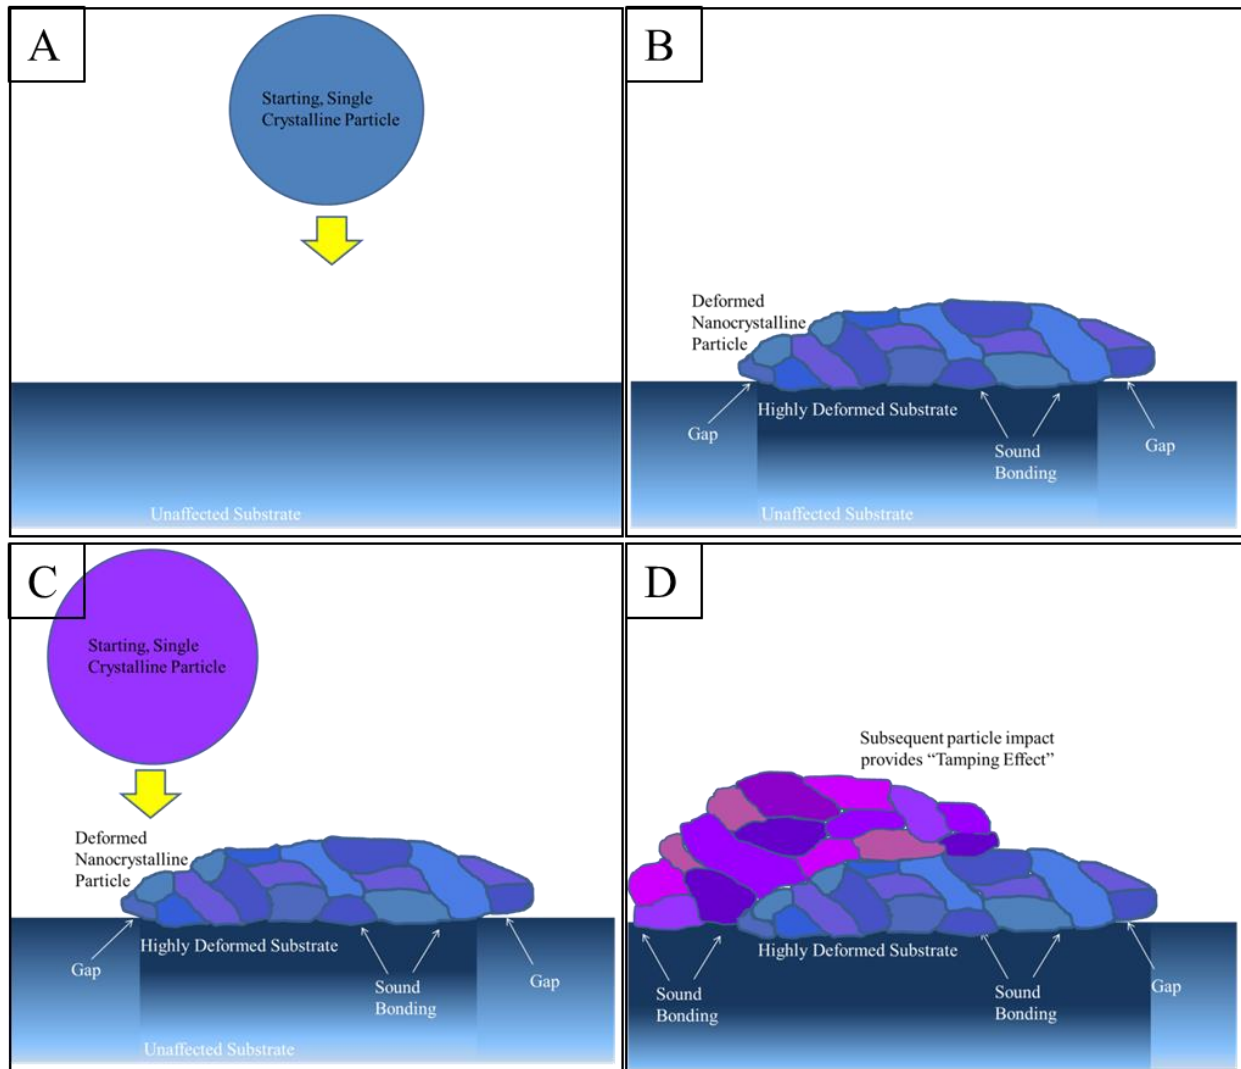 A
Starting, Single
Crystalline Particle
Unaffected Substrate
B
Deformed
Nanocrystalline
Particle
Highly Deformed Substrate
Gap
Sound
Bonding
Gap
Unaffected Substrate
C
Starting, Single
Crystalline Particle
Deformed
Nanocrystalline
Particle
Highly Deformed Substrate
Gap
Sound
Bonding
Gap
Unaffected Substrate
D
Subsequent particle impact
provides “Tamping Effect”
Highly Deformed Substrate
Sound
Bonding
Sound
Bonding
Gap